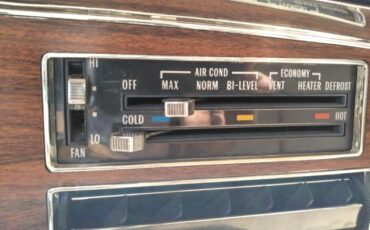 HI
AIR COND ECONOMY
OFF MAX NORM BI-LEVEL VENT HEATER DEFROST
COLD HOT
LO
FAN